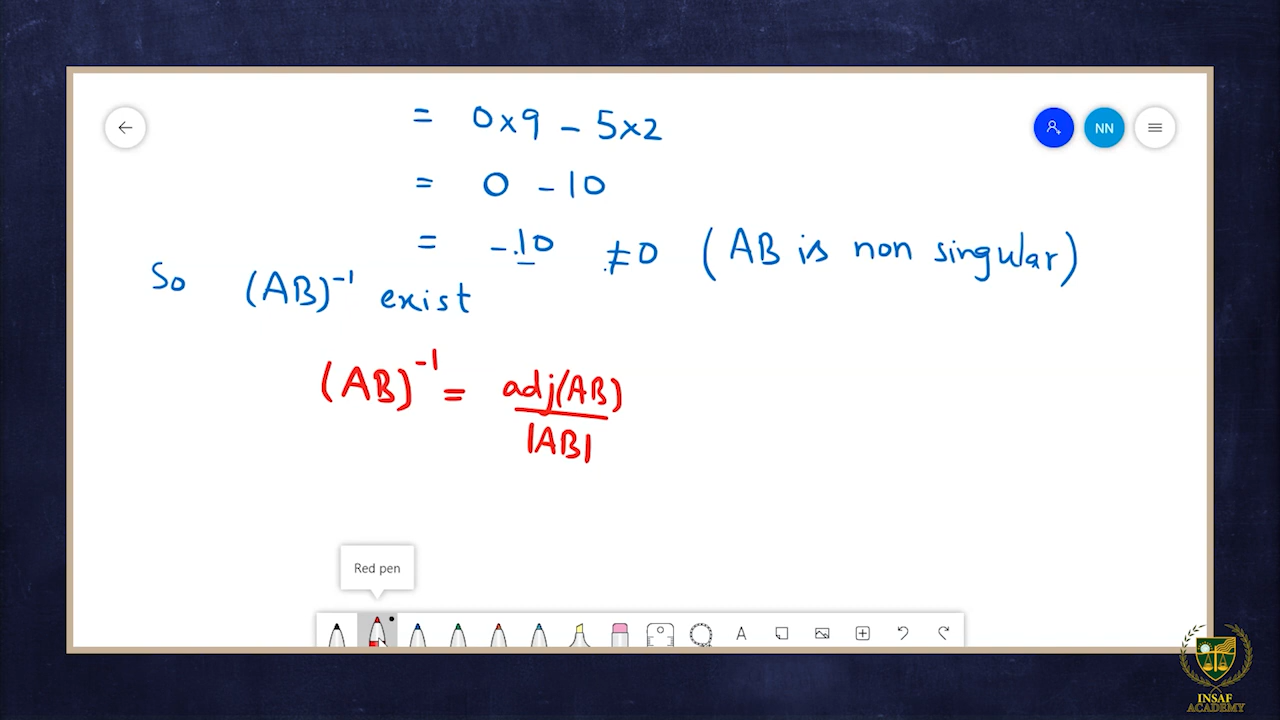 = 0×9 - 5×2
NN
= 0 - 10
= -10 ≠0 (AB is non singular)
So (AB)⁻¹ exist
(AB)⁻¹ = adj(AB)
|AB|
Red pen
A
INSAF
ACADEMY